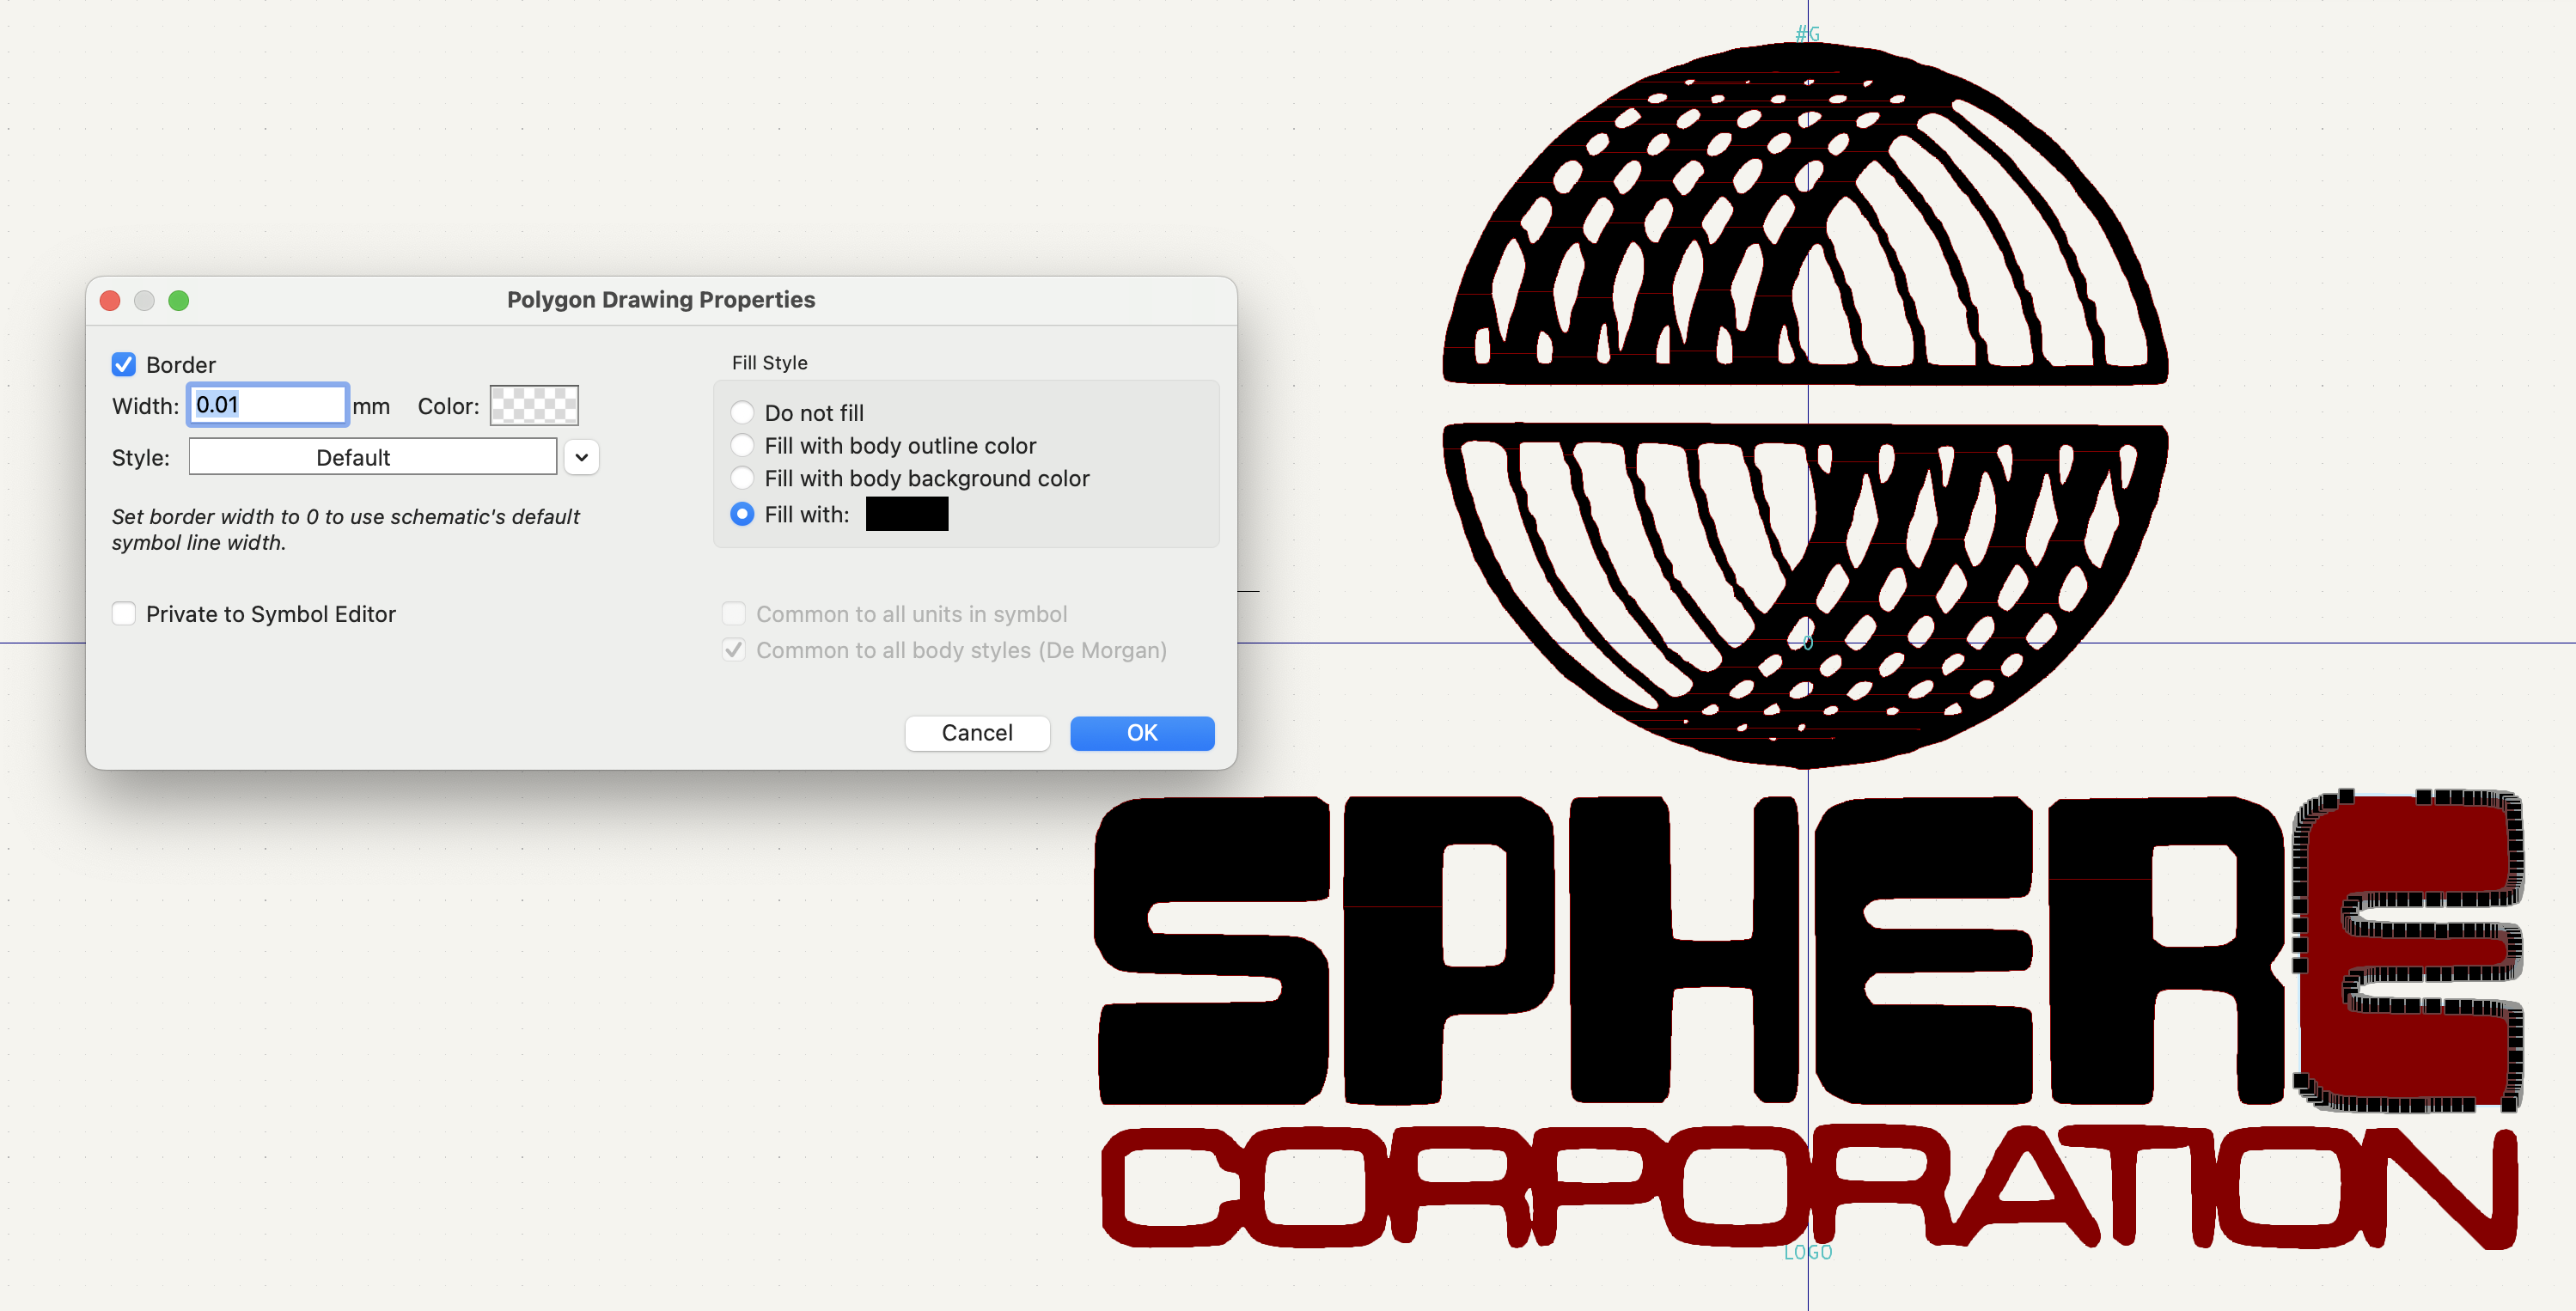 #G
Polygon Drawing Properties
Border
Width: 0.01 mm Color:
Style: Default
Set border width to 0 to use schematic's default
symbol line width.
Private to Symbol Editor
Fill Style
Do not fill
Fill with body outline color
Fill with body background color
Fill with:
Common to all units in symbol
Common to all body styles (De Morgan)
Cancel OK
0
SPHERE
CORPORATION
LOGO